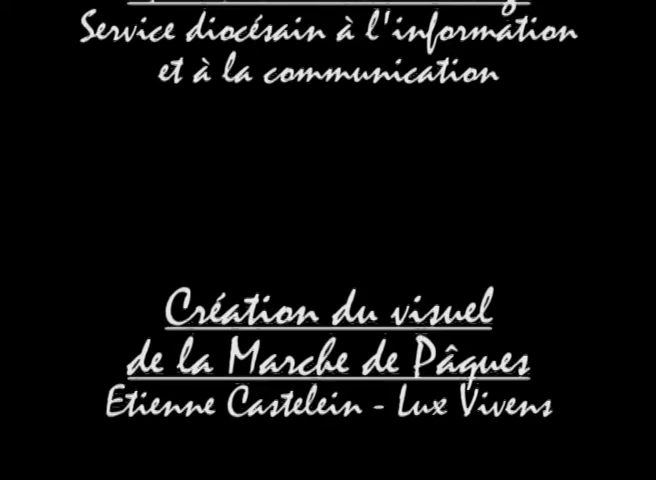 Service diocésain à l'information
et à la communication
Création du visuel
de la Marche de Pâques
Etienne Castelein - Lux Vivens